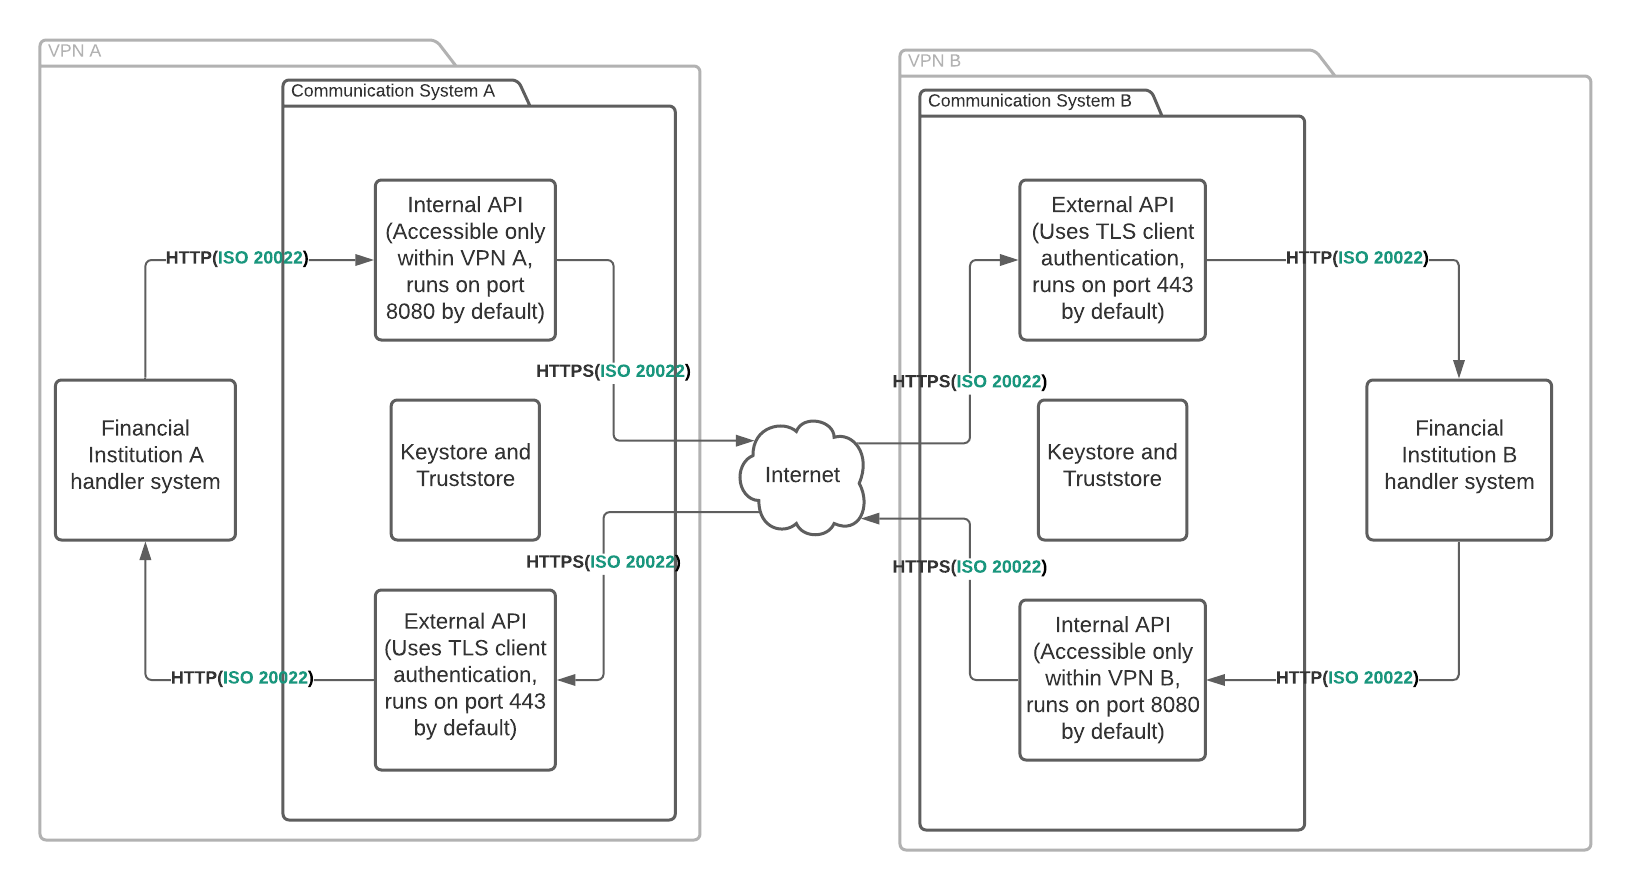 VPN A
Communication System A
Internal API
(Accessible only
within VPN A,
runs on port
8080 by default)
HTTP(ISO 20022)
HTTPS(ISO 20022)
Financial
Institution A
handler system
Keystore and
Truststore
HTTPS(ISO 20022)
External API
(Uses TLS client
authentication,
runs on port 443
by default)
HTTP(ISO 20022)
Internet
VPN B
Communication System B
External API
(Uses TLS client
authentication,
runs on port 443
by default)
HTTP(ISO 20022)
HTTPS(ISO 20022)
Keystore and
Truststore
Financial
Institution B
handler system
HTTPS(ISO 20022)
Internal API
(Accessible only
within VPN B,
runs on port 8080
by default)
HTTP(ISO 20022)